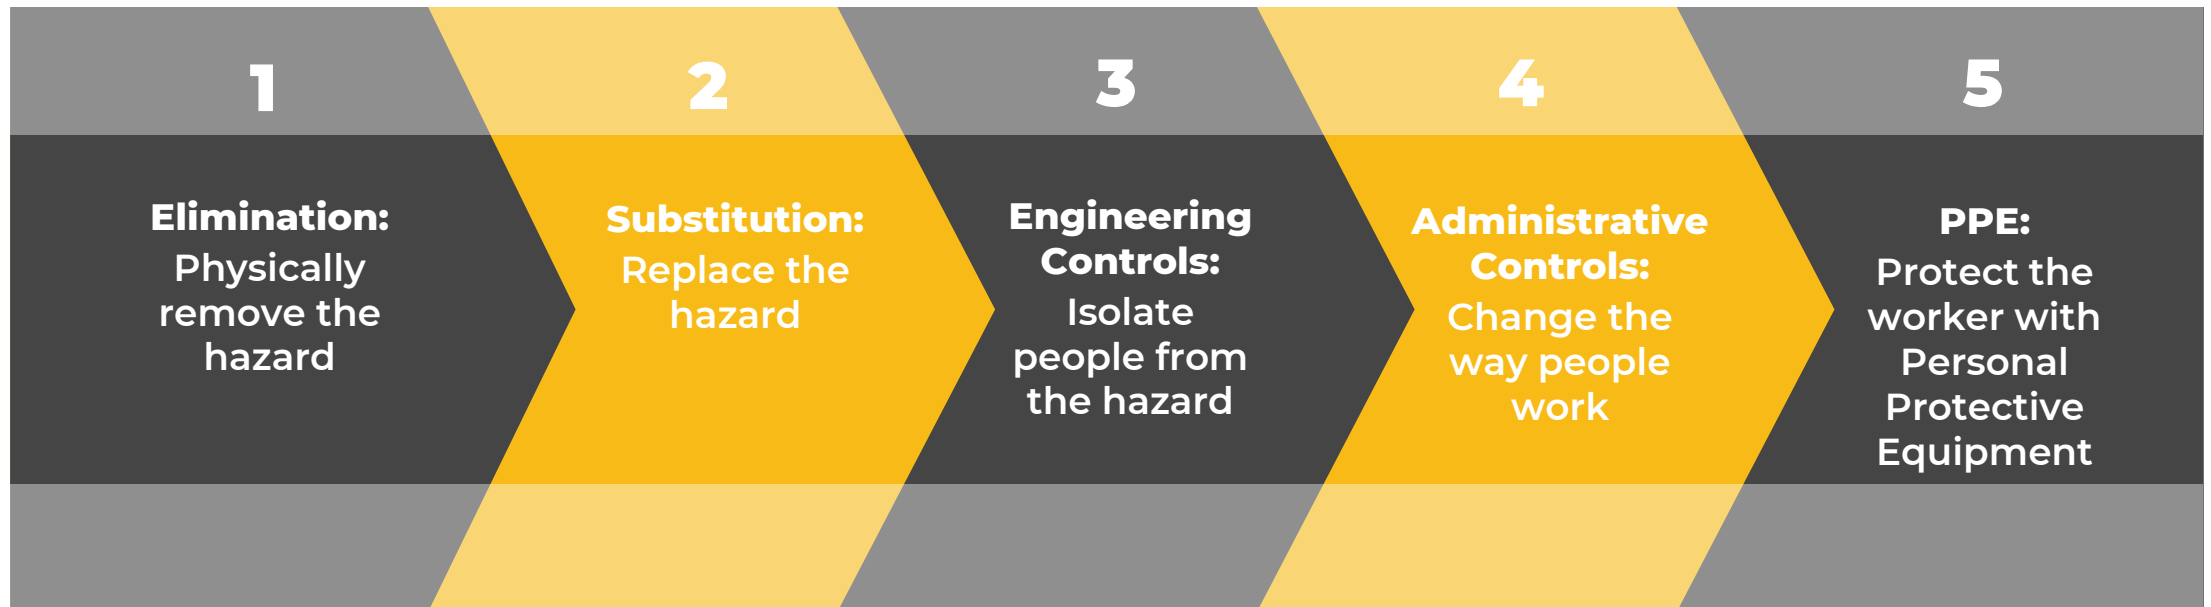 1
Elimination:
Physically
remove the
hazard
2
Substitution:
Replace the
hazard
3
Engineering
Controls:
Isolate
people from
the hazard
4
Administrative
Controls:
Change the
way people
work
5
PPE:
Protect the
worker with
Personal
Protective
Equipment